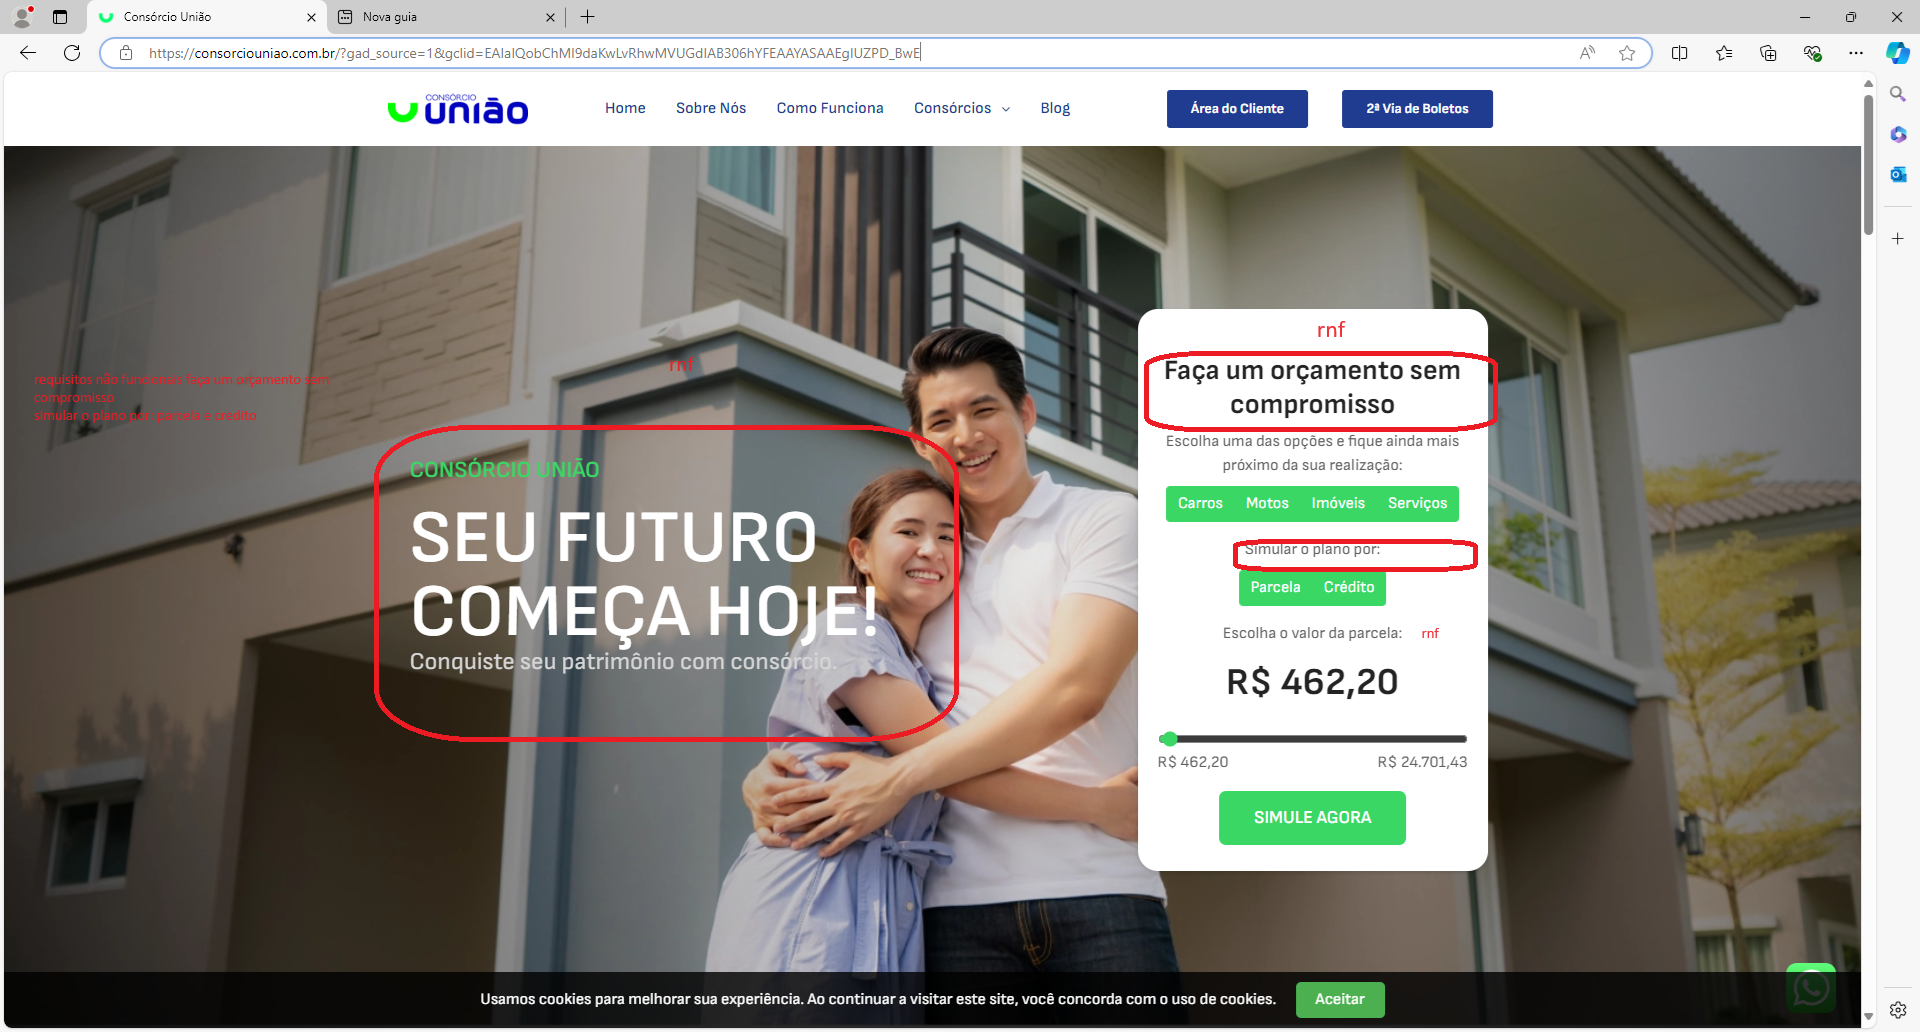 Consórcio União
Nova guia
https://consorciouniao.com.br/?gad_source=1&gclid=EAIaIQobChMI9daKwLvRhwMVUGdIAB306hYFEAAYASAAEgIUZPD_BwE
CONSÓRCIO
união
Home
Sobre Nós
Como Funciona
Consórcios
Blog
Área do Cliente
2ª Via de Boletos
requisitos não funcionais faça um orçamento sem
compromisso
simular o plano por: parcela e crédito
rnf
CONSÓRCIO UNIÃO
SEU FUTURO
COMEÇA HOJE!
Conquiste seu patrimônio com consórcio.
rnf
Faça um orçamento sem
compromisso
Escolha uma das opções e fique ainda mais
próximo da sua realização:
Carros Motos Imóveis Serviços
Simular o plano por:
Parcela Crédito
Escolha o valor da parcela: rnf
R$ 462,20
R$ 462,20 R$ 24.701,43
SIMULE AGORA
Usamos cookies para melhorar sua experiência. Ao continuar a visitar este site, você concorda com o uso de cookies.
Aceitar